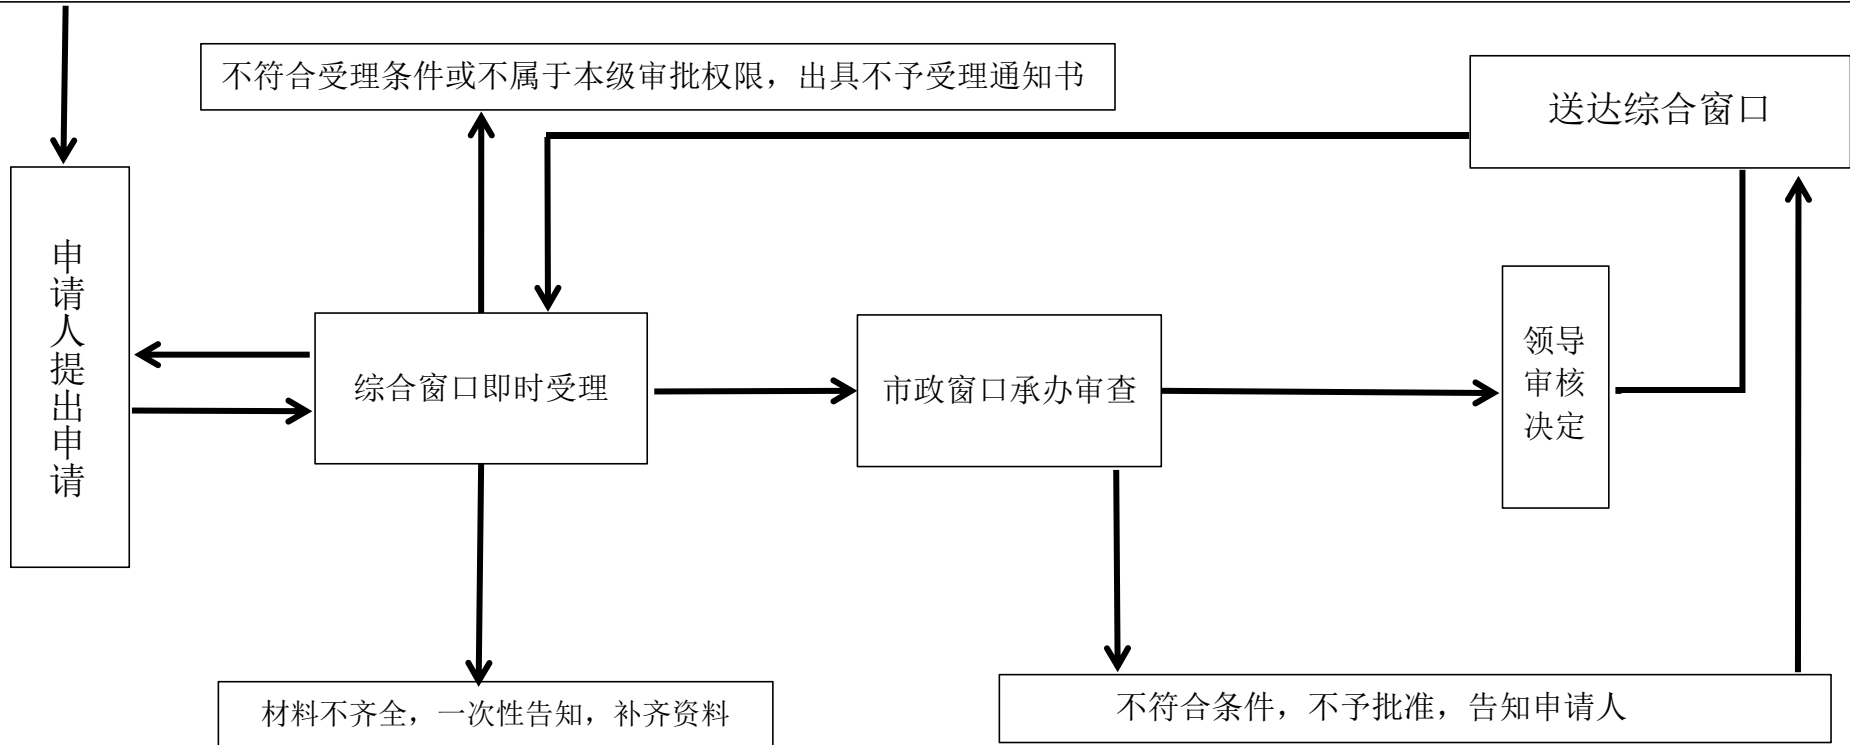 不符合受理条件或不属于本级审批权限，出具不予受理通知书
送达综合窗口
申请人提出申请
综合窗口即时受理
市政窗口承办审查
领导
审核
决定
材料不齐全，一次性告知，补齐资料
不符合条件，不予批准，告知申请人